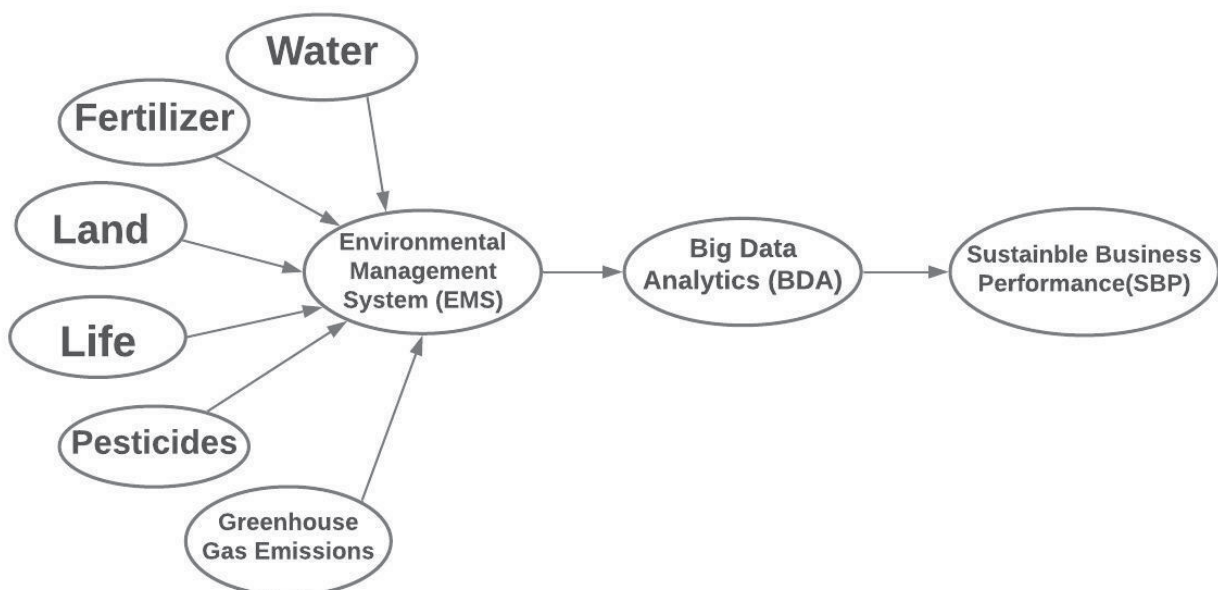 Water
Fertilizer
Land
Life
Pesticides
Greenhouse
Gas Emissions
Environmental
Management
System (EMS)
Big Data
Analytics (BDA)
Sustainble Business
Performance(SBP)